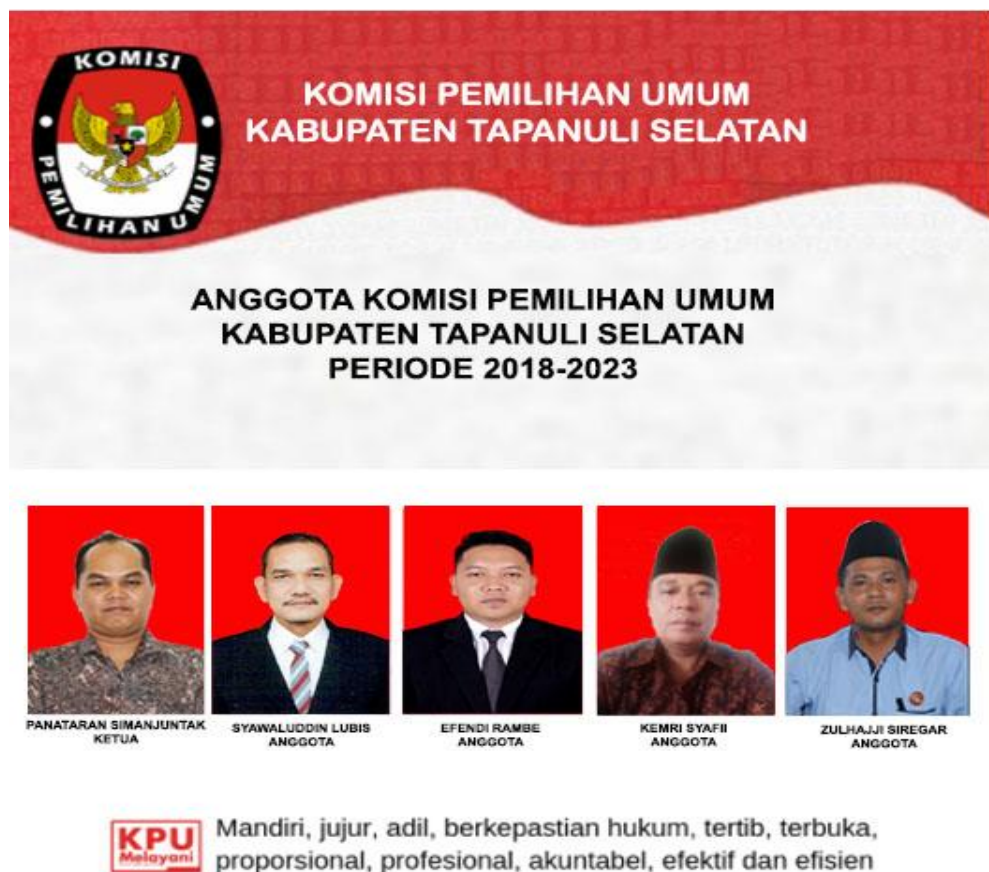 KOMISI
PEMILIHAN UMUM
KOMISI PEMILIHAN UMUM
KABUPATEN TAPANULI SELATAN
ANGGOTA KOMISI PEMILIHAN UMUM
KABUPATEN TAPANULI SELATAN
PERIODE 2018-2023
PANATARAN SIMANJUNTAK
KETUA
SYAWALUDDIN LUBIS
ANGGOTA
EFENDI RAMBE
ANGGOTA
KEMRI SYAFII
ANGGOTA
ZULHAJJI SIREGAR
ANGGOTA
KPU
Melayani
Mandiri, jujur, adil, berkepastian hukum, tertib, terbuka,
proporsional, profesional, akuntabel, efektif dan efisien